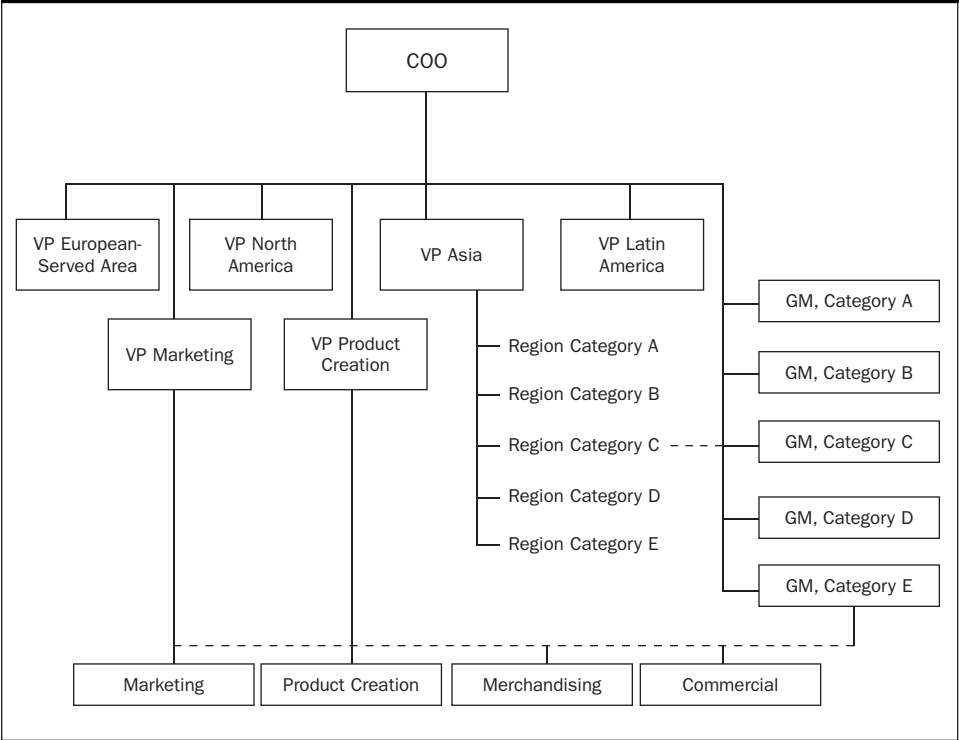 COO
VP European-
Served Area
VP North
America
VP Asia
VP Latin
America
VP Marketing
VP Product
Creation
Region Category A
Region Category B
Region Category C
Region Category D
Region Category E
GM, Category A
GM, Category B
GM, Category C
GM, Category D
GM, Category E
Marketing
Product Creation
Merchandising
Commercial